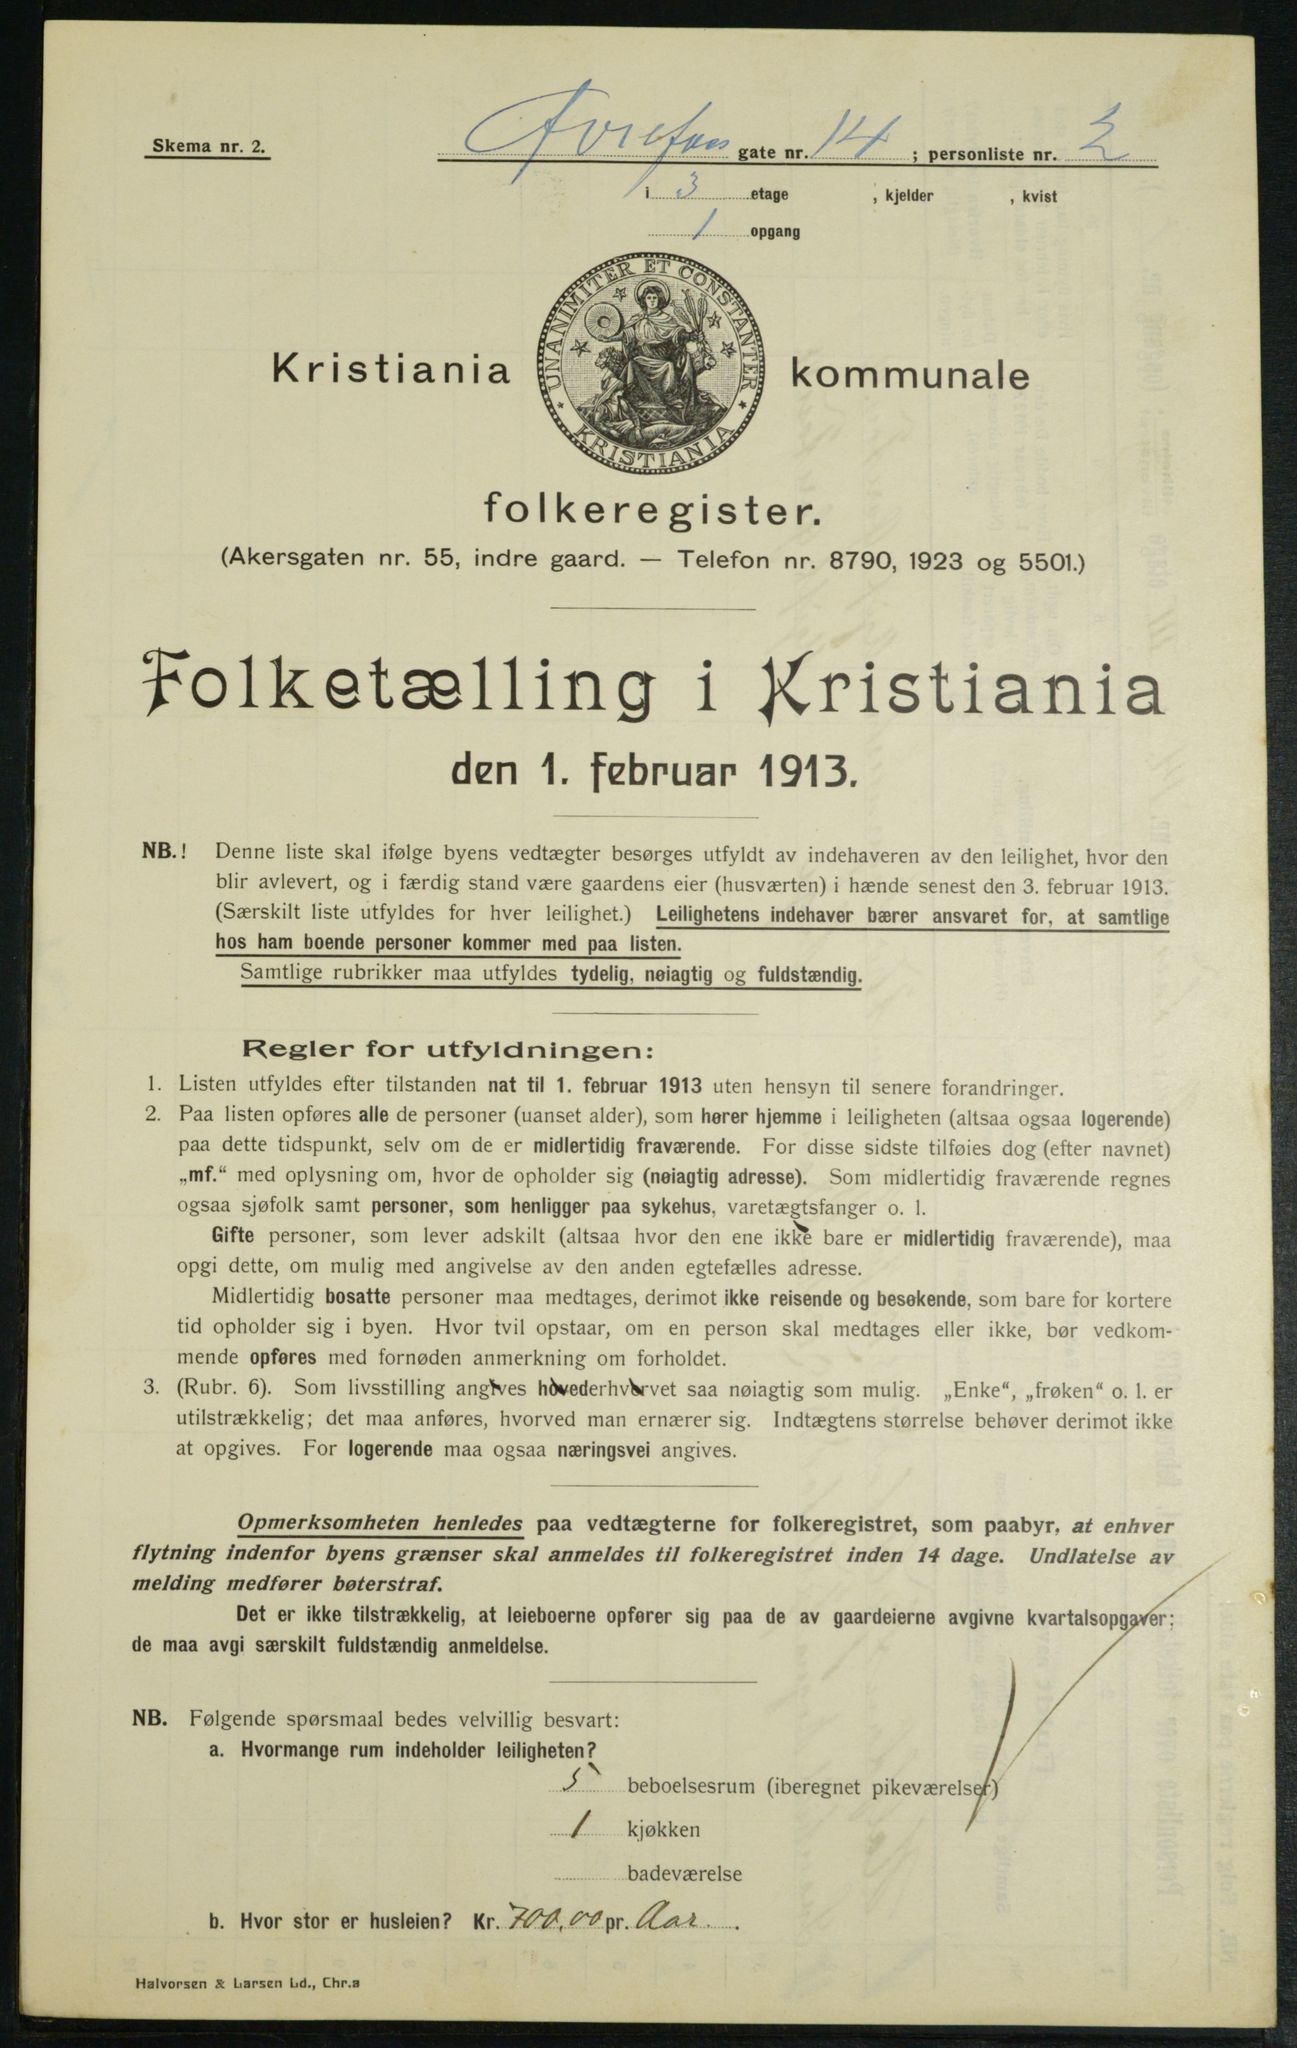 Skema nr. 2.
gate nr. 14 ; personliste nr. 2
i 3 etage , kjelder , kvist
1 opgang
UNANIMITER ET CONSTANTER
KRISTIANIA
Kristiania kommunale
folkeregister.
(Akersgaten nr. 55, indre gaard. — Telefon nr. 8790, 1923 og 5501.)
Folketælling i Kristiania
den 1. februar 1913.
NB.! Denne liste skal ifølge byens vedtægter besørges utfyldt av indehaveren av den leilighet, hvor den
blir avlevert, og i færdig stand være gaardens eier (husværten) i hænde senest den 3. februar 1913.
(Særskilt liste utfyldes for hver leilighet.) Leilighetens indehaver bærer ansvaret for, at samtlige
hos ham boende personer kommer med paa listen.
Samtlige rubrikker maa utfyldes tydelig, nøiagtig og fuldstændig.
Regler for utfyldningen:
1. Listen utfyldes efter tilstanden nat til 1. februar 1913 uten hensyn til senere forandringer.
2. Paa listen opføres alle de personer (uanset alder), som hører hjemme i leiligheten (altsaa ogsaa logerende)
paa dette tidspunkt, selv om de er midlertidig fraværende. For disse sidste tilføies dog (efter navnet)
„mf.“ med oplysning om, hvor de opholder sig (nøiagtig adresse). Som midlertidig fraværende regnes
ogsaa sjøfolk samt personer, som henligger paa sykehus, varetægtsfanger o. l.
Gifte personer, som lever adskilt (altsaa hvor den ene ikke bare er midlertidig fraværende), maa
opgi dette, om mulig med angivelse av den anden egtefælles adresse.
Midlertidig bosatte personer maa medtages, derimot ikke reisende og besøkende, som bare for kortere
tid opholder sig i byen. Hvor tvil opstaar, om en person skal medtages eller ikke, bør vedkom-
mende opføres med fornøden anmerkning om forholdet.
3. (Rubr. 6). Som livsstilling angives hovederhvervet saa nøiagtig som mulig. „Enke“, „frøken“ o. l. er
utilstrækkelig; det maa anføres, hvorved man ernærer sig. Indtægtens størrelse behøver derimot ikke
at opgives. For logerende maa ogsaa næringsvei angives.
Opmerksomheten henledes paa vedtægterne for folkeregistret, som paabyr, at enhver
flytning indenfor byens grænser skal anmeldes til folkeregistret inden 14 dage. Undlatelse av
melding medfører bøterstraf.
Det er ikke tilstrækkelig, at leieboerne opfører sig paa de av gaardeierne avgivne kvartalsopgaver;
de maa avgi særskilt fuldstændig anmeldelse.
NB. Følgende spørsmaal bedes velvillig besvart:
a. Hvormange rum indeholder leiligheten?
5 beboelsesrum (iberegnet pikeværelser)
1 kjøkken
badeværelse
b. Hvor stor er husleien? Kr. 700.00 pr. Aar.
Halvorsen & Larsen Ld., Chr.a